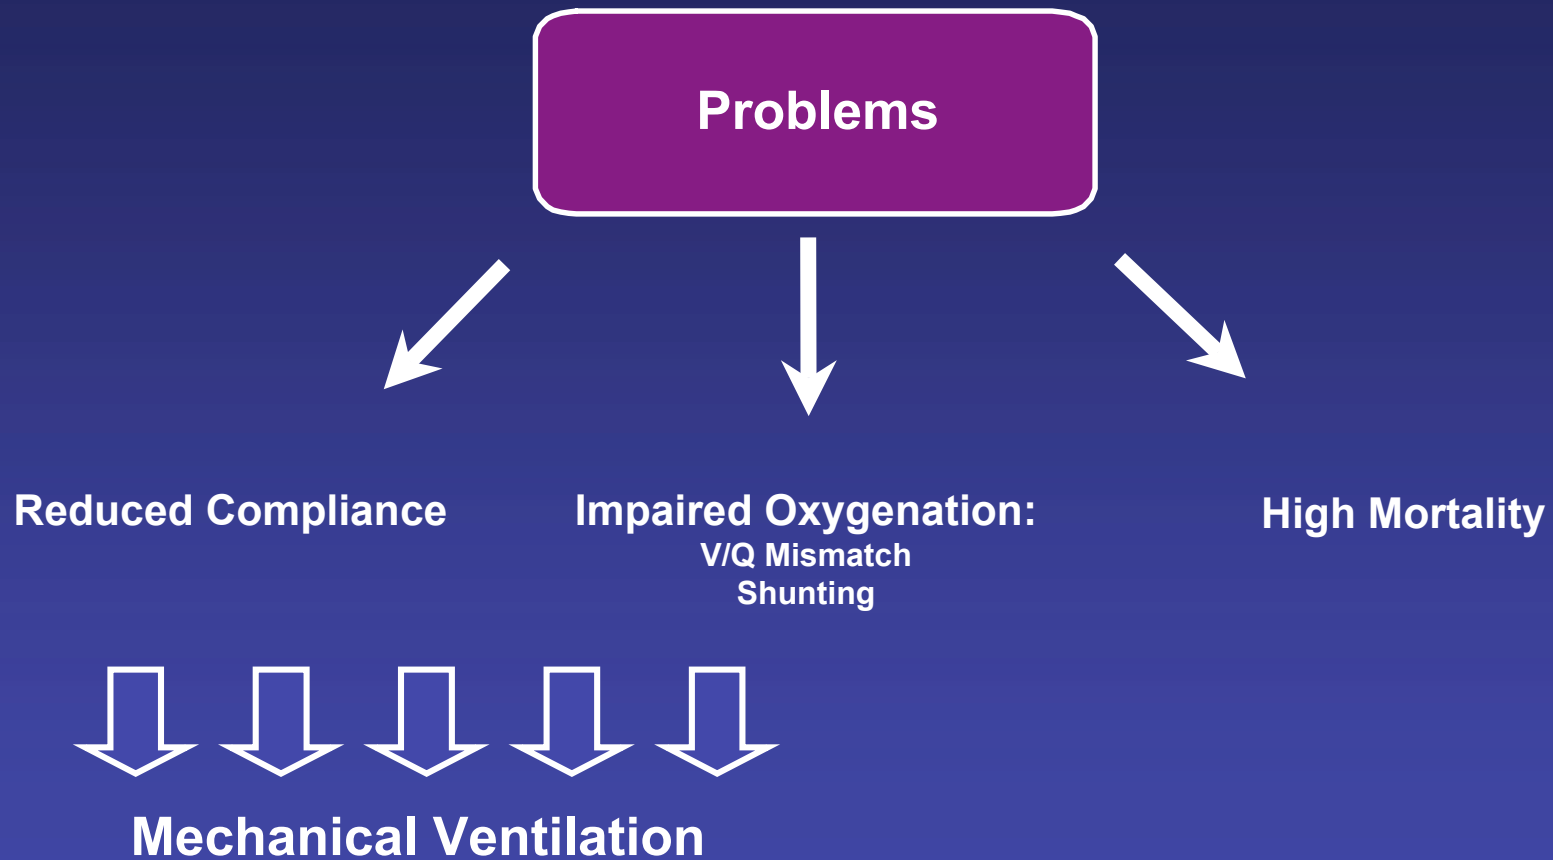 Problems
Reduced Compliance
Impaired Oxygenation:
V/Q Mismatch
Shunting
High Mortality
Mechanical Ventilation